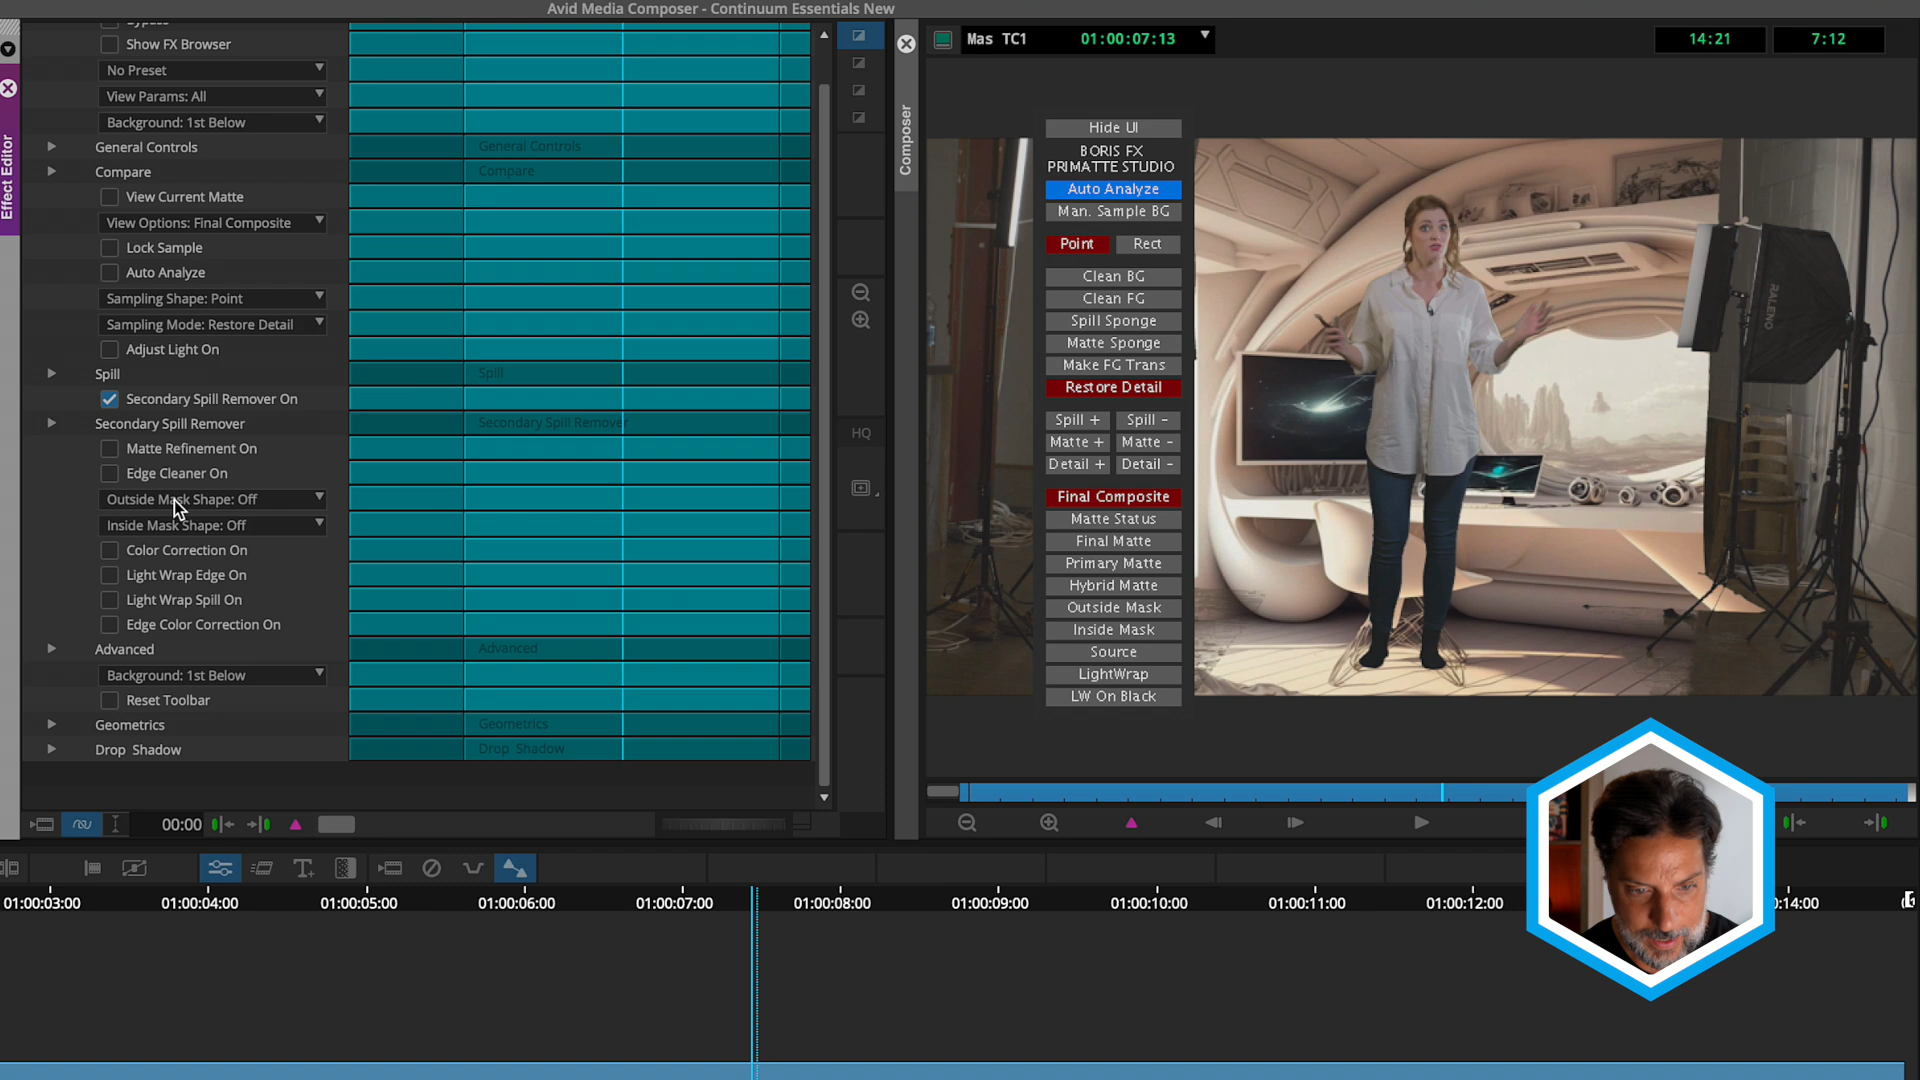 Avid Media Composer - Continuum Essentials New
Effect Editor
Bypass
Show FX Browser
No Preset
View Params: All
Background: 1st Below
General Controls
General Controls
Compare
Compare
View Current Matte
View Options: Final Composite
Lock Sample
Auto Analyze
Sampling Shape: Point
Sampling Mode: Restore Detail
Adjust Light On
Spill
Spill
Secondary Spill Remover On
Secondary Spill Remover
Secondary Spill Remover
Matte Refinement On
Edge Cleaner On
Outside Mask Shape: Off
Inside Mask Shape: Off
Color Correction On
Light Wrap Edge On
Light Wrap Spill On
Edge Color Correction On
Advanced
Advanced
Background: 1st Below
Reset Toolbar
Geometrics
Geometrics
Drop Shadow
Drop Shadow
00:00
HQ
Composer
Mas TC1
01:00:07:13
14:21
7:12
Hide UI
BORIS FX
PRIMATTE STUDIO
Auto Analyze
Man. Sample BG
Point
Rect
Clean BG
Clean FG
Spill Sponge
Matte Sponge
Make FG Trans
Restore Detail
Spill +
Spill -
Matte +
Matte -
Detail +
Detail -
Final Composite
Matte Status
Final Matte
Primary Matte
Hybrid Matte
Outside Mask
Inside Mask
Source
LightWrap
LW On Black
RALENO
01:00:03:00
01:00:04:00
01:00:05:00
01:00:06:00
01:00:07:00
01:00:08:00
01:00:09:00
01:00:10:00
01:00:11:00
01:00:12:00
:14:00